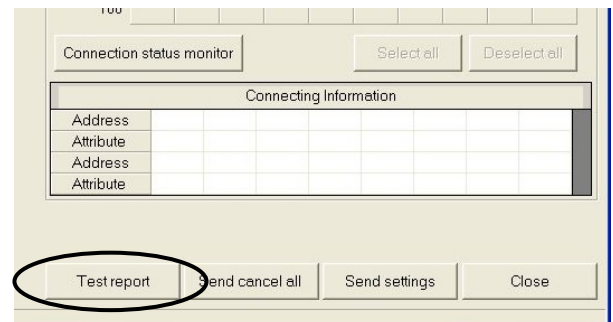 100
Connection status monitor Select all Deselect all
Connecting Information
Address
Attribute
Address
Attribute
Test report Send cancel all Send settings Close